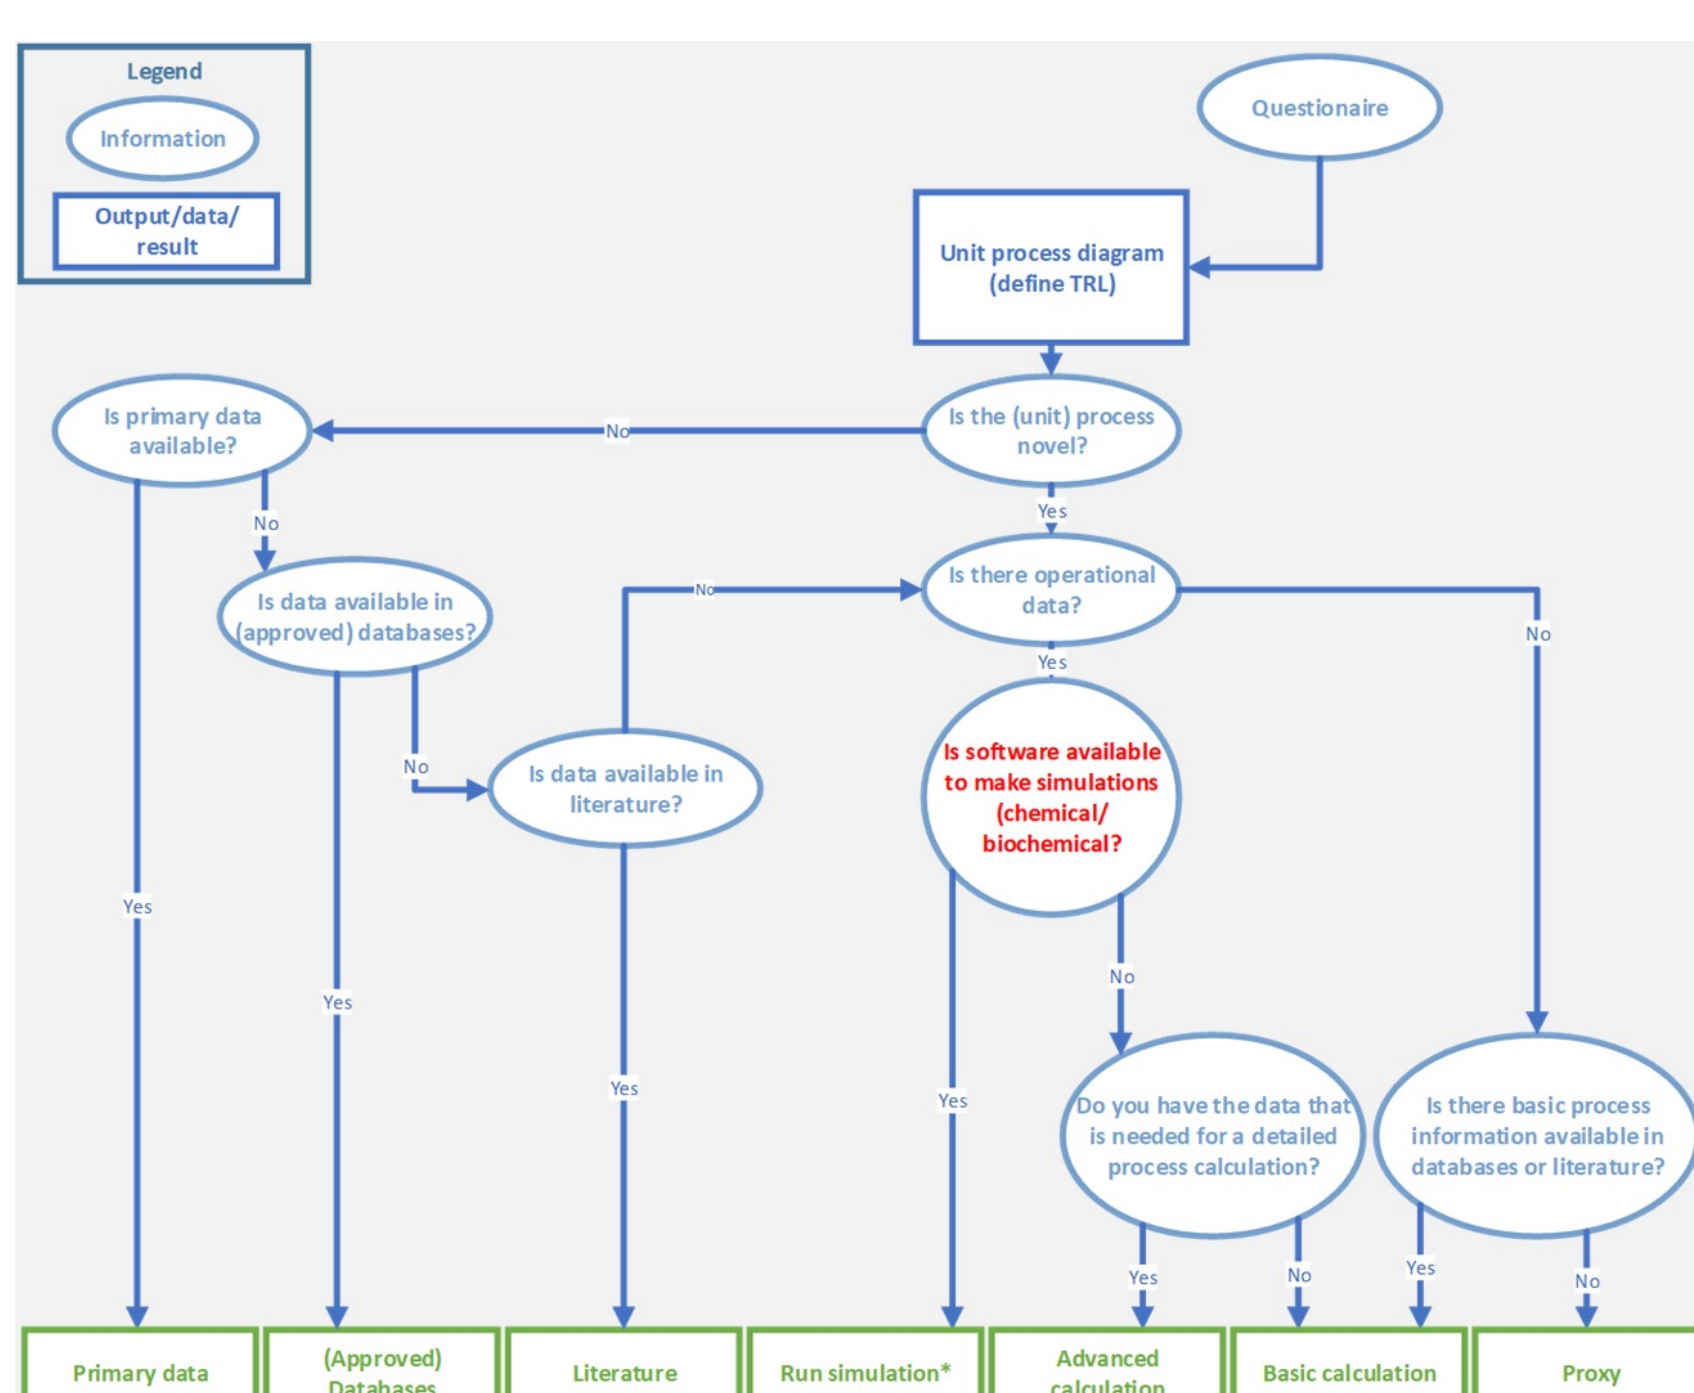 Legend
Information
Output/data/
result
Questionaire
Unit process diagram
(define TRL)
Is primary data
available?
No
Is the (unit) process
novel?
Yes
No
Is data available in
(approved) databases?
No
Is there operational
data?
No
Yes
No
Is data available in
literature?
Is software available
to make simulations
(chemical/
biochemical?
Yes
Yes
Yes
Yes
No
Do you have the data that
is needed for a detailed
process calculation?
Is there basic process
information available in
databases or literature?
Yes
No
Yes
No
Primary data
(Approved)
Databases
Literature
Run simulation*
Advanced
calculation
Basic calculation
Proxy